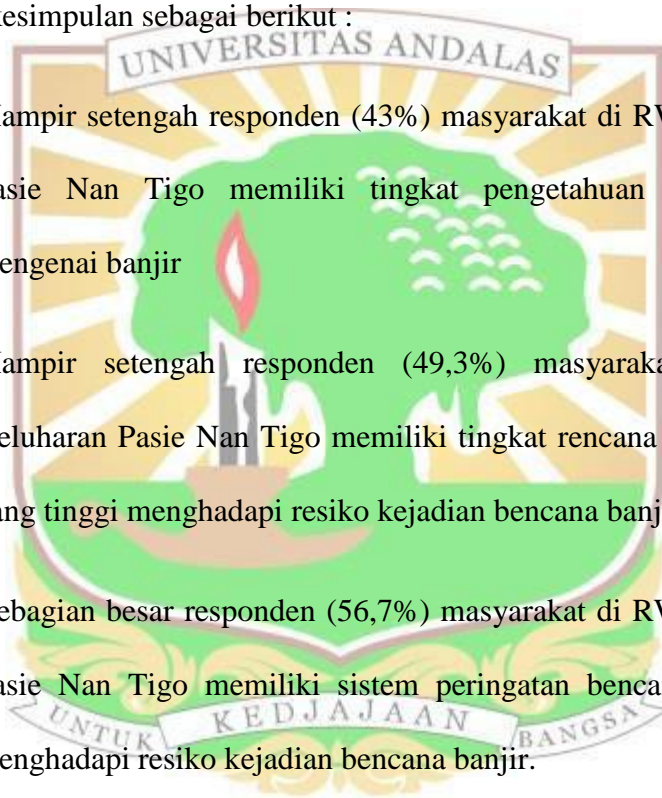 kesimpulan sebagai berikut :
UNIVERSITAS ANDALAS
ampir setengah responden (43%) masyarakat di RW
asie Nan Tigo memiliki tingkat pengetahuan
engenai banjir
ampir setengah responden (49,3%) masyaraka
eluharan Pasie Nan Tigo memiliki tingkat rencana
ang tinggi menghadapi resiko kejadian bencana banj
ebagian besar responden (56,7%) masyarakat di RW
asie Nan Tigo memiliki sistem peringatan benca
enghadapi resiko kejadian bencana banjir.
UNTUK KEDJAJAAN BANGSA